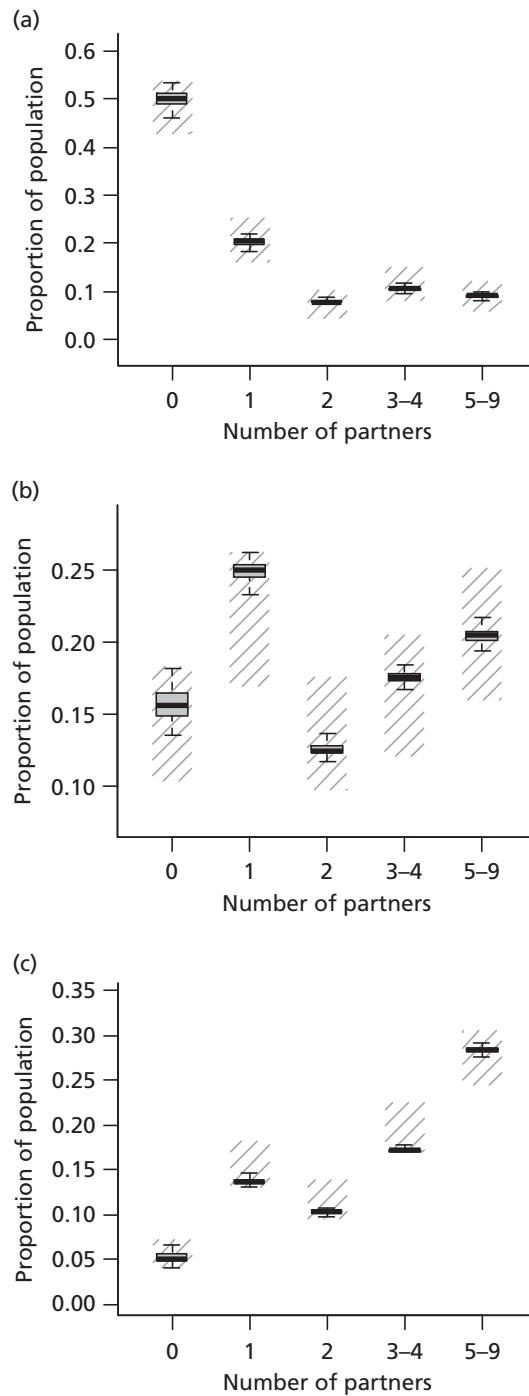 (a)
Proportion of population
0.6
0.5
0.4
0.3
0.2
0.1
0.0
0 1 2 3–4 5–9
Number of partners
(b)
Proportion of population
0.25
0.20
0.15
0.10
0 1 2 3–4 5–9
Number of partners
(c)
Proportion of population
0.35
0.30
0.25
0.20
0.15
0.10
0.05
0.00
0 1 2 3–4 5–9
Number of partners